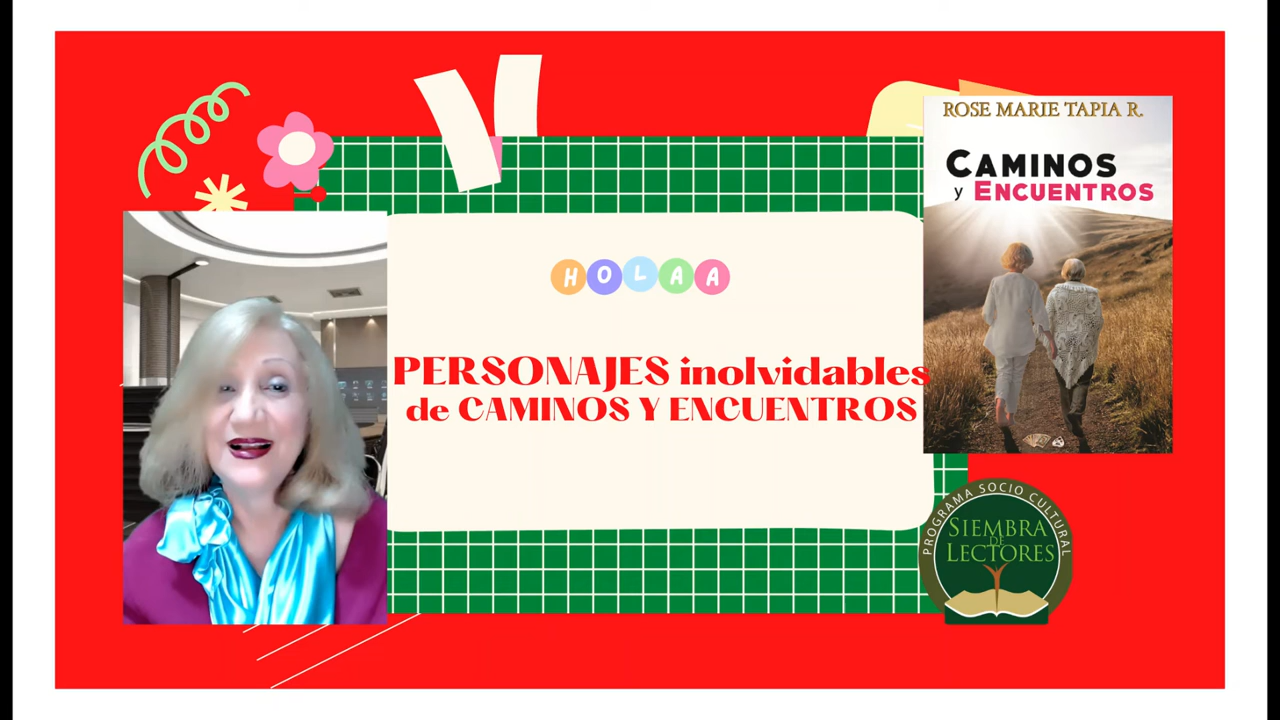 HOLAA
PERSONAJES inolvidables
de CAMINOS Y ENCUENTROS
ROSE MARIE TAPIA R.
CAMINOS
y ENCUENTROS
PROGRAMA SOCIO CULTURAL
SIEMBRA
DE
LECTORES